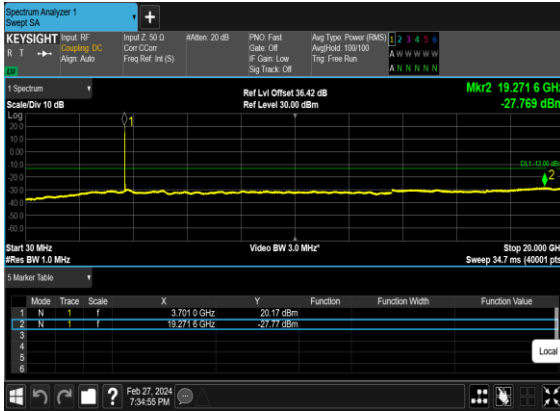 Spectrum Analyzer 1
Swept SA
+
KEYSIGHT
R T
Input: RF
Coupling: DC
Align: Auto
Input Z: 50 Ω
Corr CCorr
Freq Ref: Int (S)
#Atten: 20 dB
PNO: Fast
Gate: Off
IF Gain: Low
Sig Track: Off
Avg Type: Power (RMS)
Avg|Hold: 100/100
Trig: Free Run
1 2 3 4 5 6
A W W W W W
A N N N N N
1 Spectrum
Scale/Div 10 dB
Ref Lvl Offset 36.42 dB
Ref Level 30.00 dBm
Mkr2 19.271 6 GHz
-27.769 dBm
Log
20.0
10.0
0.00
-10.0
-20.0
-30.0
-40.0
-50.0
-60.0
1
DL1 -13.00 dBm
2
Start 30 MHz
#Res BW 1.0 MHz
Video BW 3.0 MHz*
Stop 20.000 GHz
Sweep 34.7 ms (40001 pts)
5 Marker Table
Mode Trace Scale X Y Function Function Width Function Value
1 N 1 f 3.701 0 GHz 20.17 dBm
2 N 1 f 19.271 6 GHz -27.77 dBm
3
4
5
6
Local
?
Feb 27, 2024
7:34:55 PM